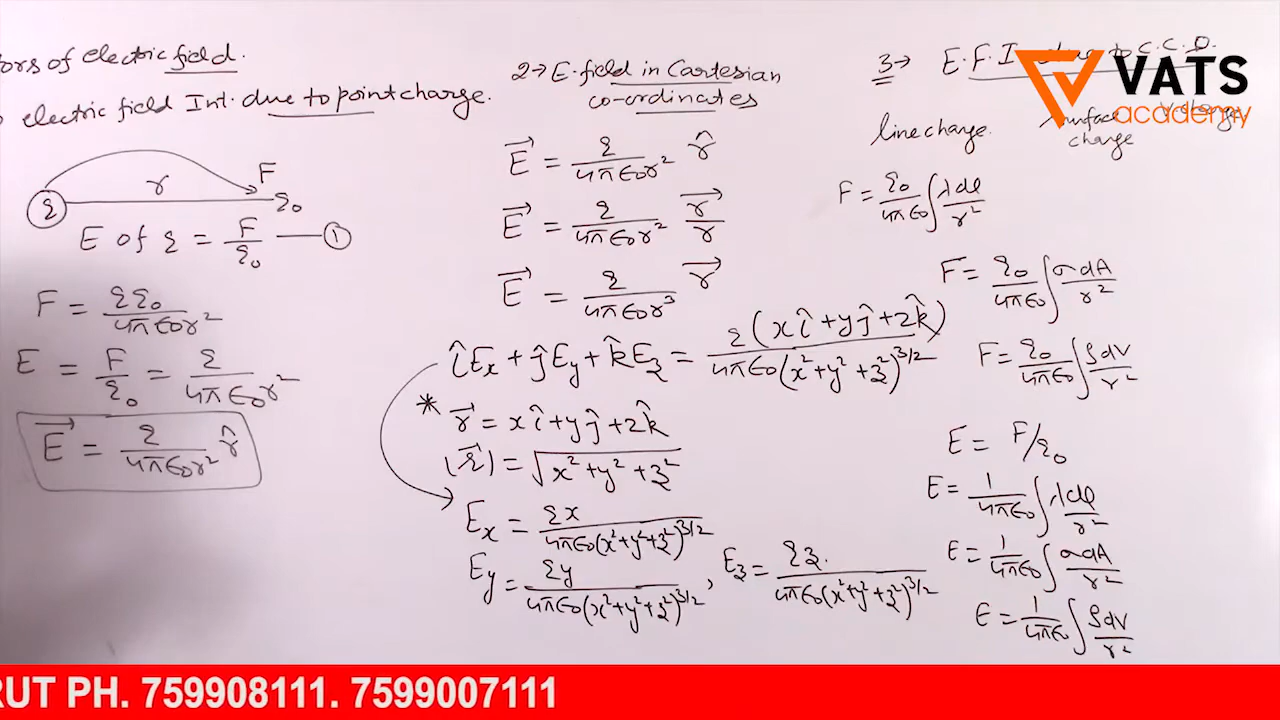 ors of electric field.
electric field Int. due to point charge.
r
F
q
q₀
E of q = F/q₀ — ①
F = qq₀/4πε₀r²
E = F/q₀ = q/4πε₀r²
E⃗ = q/4πε₀r² r̂
2→ E. field in Cartesian
co-ordinates
E⃗ = q/4πε₀r² r̂
E⃗ = q/4πε₀r² r⃗/r
E⃗ = q/4πε₀r³ r⃗
îEx + ĵEy + k̂Ez = q(xî+yĵ+zk̂)/4πε₀(x²+y²+z²)^3/2
* r⃗ = xî+yĵ+zk̂
(r⃗) = √x²+y²+z²
Ex = qx/4πε₀(x²+y²+z²)^3/2
Ey = qy/4πε₀(x²+y²+z²)^3/2, Ez = qz/4πε₀(x²+y²+z²)^3/2
3→ E.F.I. due to C.C.D.
line charge. surface
charge
F = q₀/4πε₀ ∫ λdl/r²
F = q₀/4πε₀ ∫ σdA/r²
F = q₀/4πε₀ ∫ ρdV/r²
E = F/q₀
E = 1/4πε₀ ∫ λdl/r²
E = 1/4πε₀ ∫ σdA/r²
E = 1/4πε₀ ∫ ρdV/r²
VATS
academy
RUT PH. 759908111. 7599007111